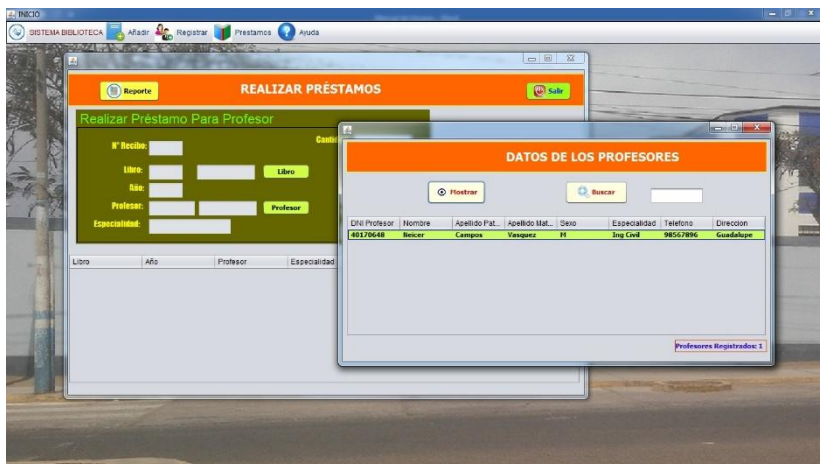 INICIO
SISTEMA BIBLIOTECA Añadir Registrar Prestamos Ayuda
Reporte
REALIZAR PRÉSTAMOS
Salir
Realizar Préstamo Para Profesor
N° Recibo:
Libro:
Libro
Año:
Profesor:
Profesor
Especialidad:
Libro Año Profesor Especialidad
DATOS DE LOS PROFESORES
Mostrar
Buscar
DNI Profesor Nombre Apellido Pat... Apellido Mat... Sexo Especialidad Telefono Direccion
40170648 Neicer Campos Vasquez M Ing Civil 98567896 Guadalupe
Profesores Registrados: 1